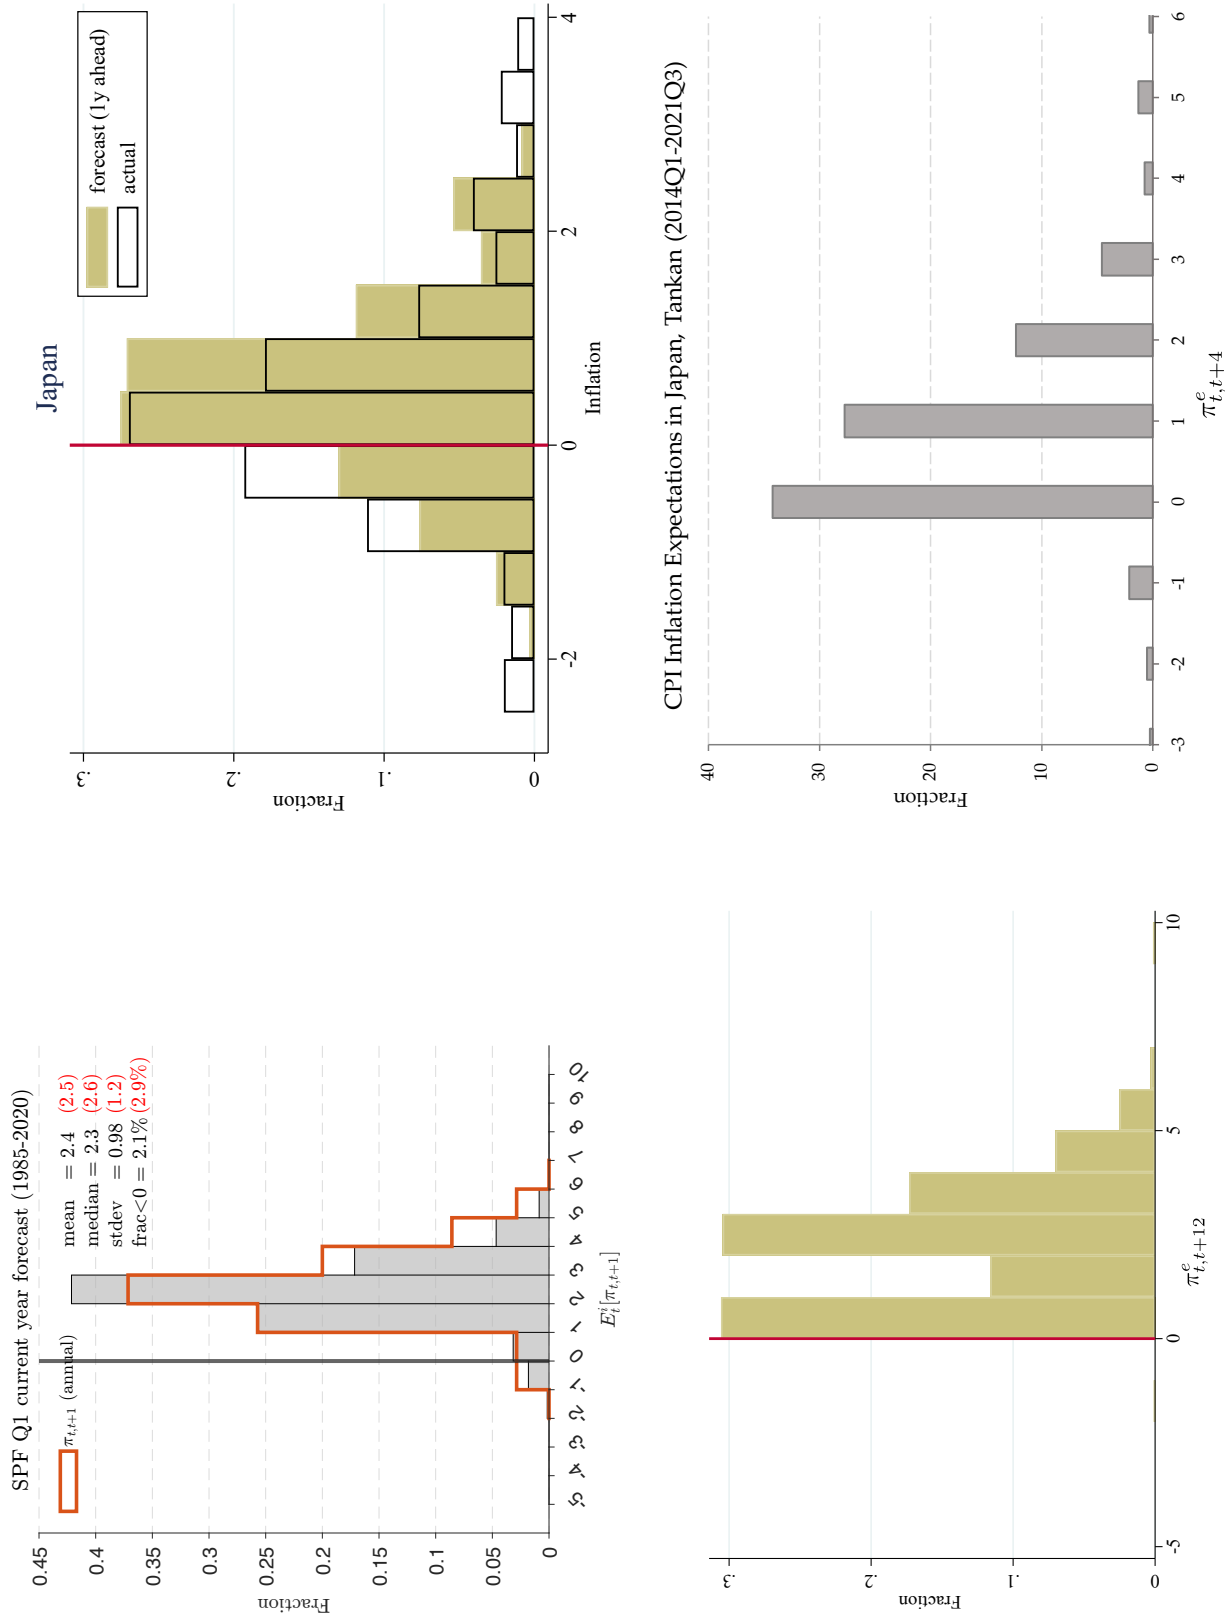 SPF Q1 current year forecast (1985-2020)
π_{t,t+1} (annual)
mean = 2.4 (2.5)
median = 2.3 (2.6)
stdev = 0.98 (1.2)
frac<0 = 2.1% (2.9%)
Fraction
0.45
0.4
0.35
0.3
0.25
0.2
0.15
0.1
0.05
0
-5 -4 -3 -2 -1 0 1 2 3 4 5 6 7 8 9 10
E_t^i[π_{t,t+1}]
Japan
forecast (1y ahead)
actual
Fraction
.3
.2
.1
0
-2 0 2 4
Inflation
Fraction
.3
.2
.1
0
-5 0 5 10
π^e_{t,t+12}
CPI Inflation Expectations in Japan, Tankan (2014Q1-2021Q3)
Fraction
40
30
20
10
0
-3 -2 -1 0 1 2 3 4 5 6
π^e_{t,t+4}